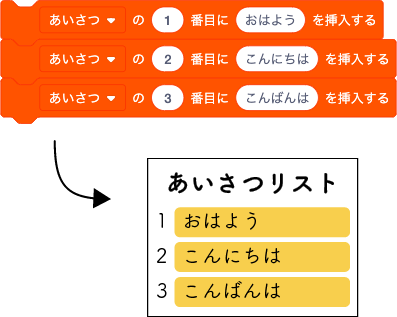 あいさつ の 1 番目に おはよう を挿入する
あいさつ の 2 番目に こんにちは を挿入する
あいさつ の 3 番目に こんばんは を挿入する
あいさつリスト
1 おはよう
2 こんにちは
3 こんばんは